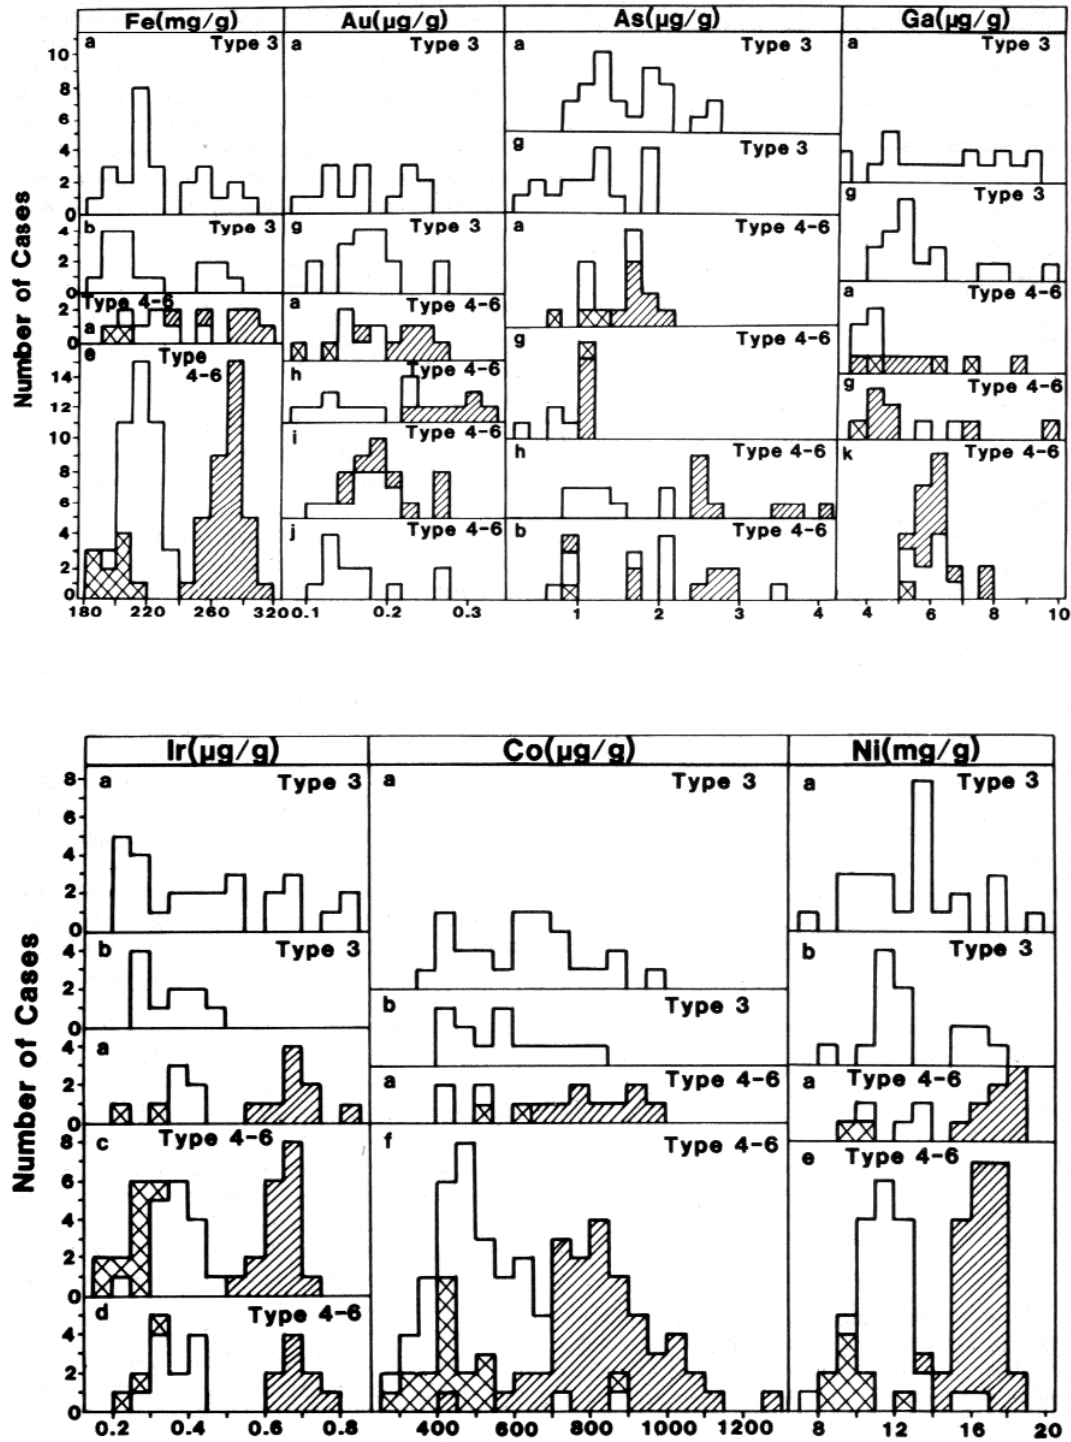 Fe(mg/g) Au(µg/g) As(µg/g) Ga(µg/g)
a Type 3 a Type 3 a Type 3 a Type 3
10
8
6
4
2
0
g Type 3
b Type 3 g Type 3 g Type 3
4
2
0
a Type 4-6
Type 4-6 a Type 4-6 a Type 4-6
2
a
0
e Type 4-6 h Type 4-6 g Type 4-6 g Type 4-6
14
12
10
8
6
4
2
0
i Type 4-6 h Type 4-6 k Type 4-6
j Type 4-6 b Type 4-6
180 220 260 320 0.1 0.2 0.3 1 2 3 4 4 6 8 10
Number of Cases
Ir(µg/g) Co(µg/g) Ni(mg/g)
a Type 3 a Type 3 a Type 3
8
6
4
2
0
b Type 3 b Type 3 b Type 3
4
2
0
a a Type 4-6 a Type 4-6
4
2
0
c Type 4-6 f Type 4-6 e Type 4-6
8
6
4
2
0
d Type 4-6
4
2
0
0.2 0.4 0.6 0.8 400 600 800 1000 1200 8 12 16 20
Number of Cases